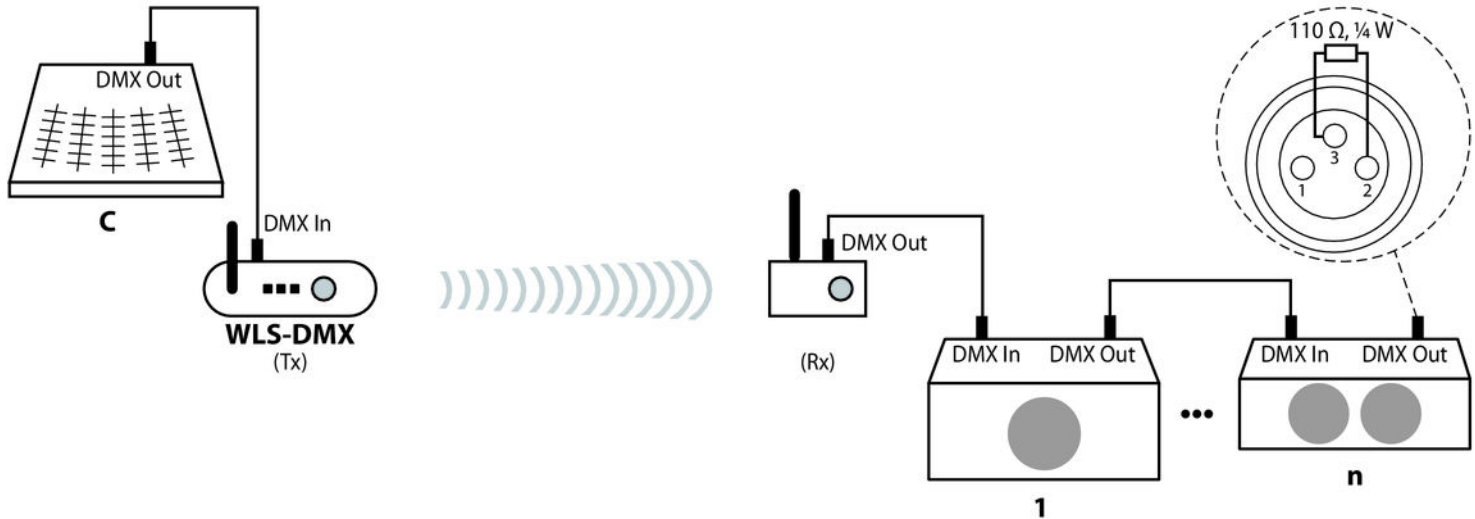 DMX Out
C
DMX In
WLS-DMX
(Tx)
DMX Out
(Rx)
DMX In DMX Out
1
110 Ω, ¼ W
3
1 2
DMX In DMX Out
n